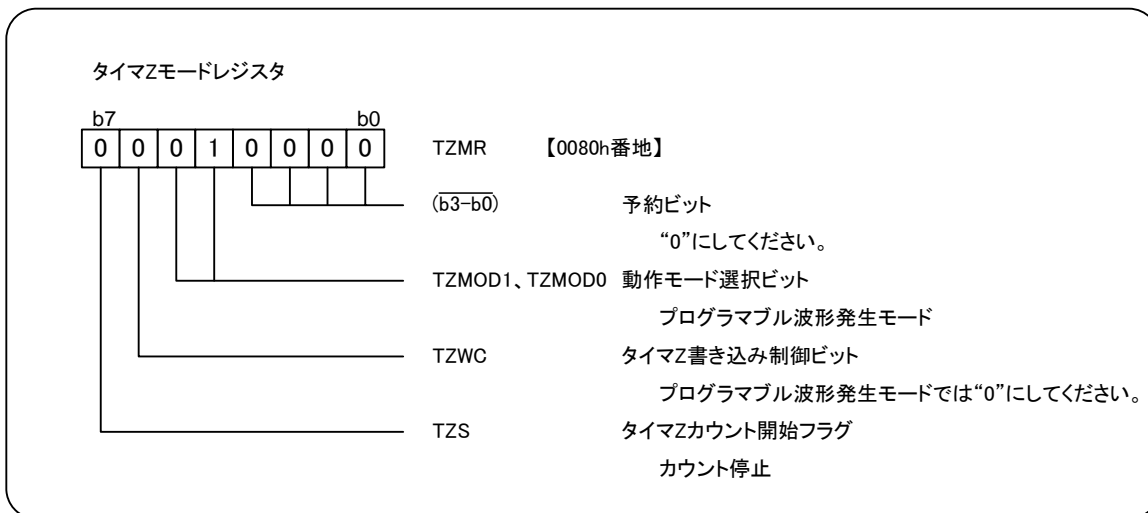 タイマZモードレジスタ
b7 b0
0 0 0 1 0 0 0 0 TZMR 【0080h番地】
(b3-b0) 予約ビット
“0”にしてください。
TZMOD1、TZMOD0 動作モード選択ビット
プログラマブル波形発生モード
TZWC タイマZ書き込み制御ビット
プログラマブル波形発生モードでは“0”にしてください。
TZS タイマZカウント開始フラグ
カウント停止